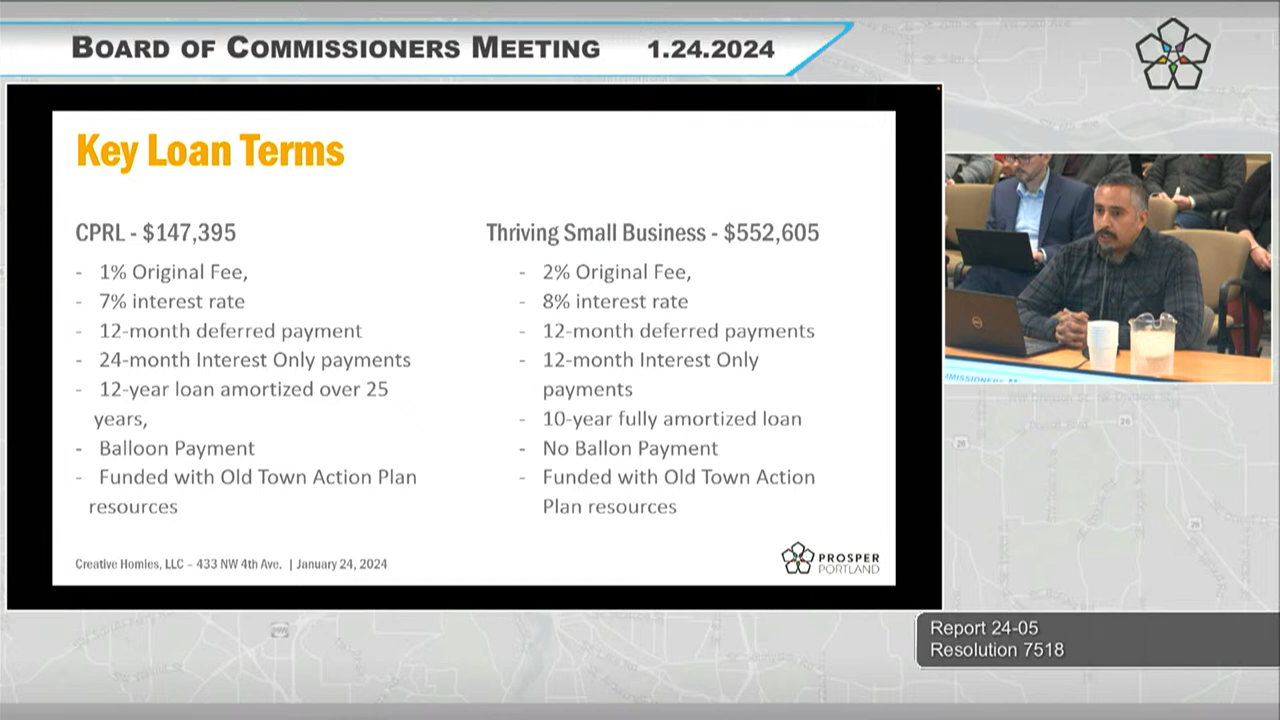 BOARD OF COMMISSIONERS MEETING 1.24.2024
Key Loan Terms
CPRL - $147,395
- 1% Original Fee,
- 7% interest rate
- 12-month deferred payment
- 24-month Interest Only payments
- 12-year loan amortized over 25
years,
- Balloon Payment
- Funded with Old Town Action Plan
resources
Thriving Small Business - $552,605
- 2% Original Fee,
- 8% interest rate
- 12-month deferred payments
- 12-month Interest Only
payments
- 10-year fully amortized loan
- No Ballon Payment
- Funded with Old Town Action
Plan resources
Creative Homies, LLC – 433 NW 4th Ave. | January 24, 2024
PROSPER
PORTLAND
Report 24-05
Resolution 7518
26
26
26